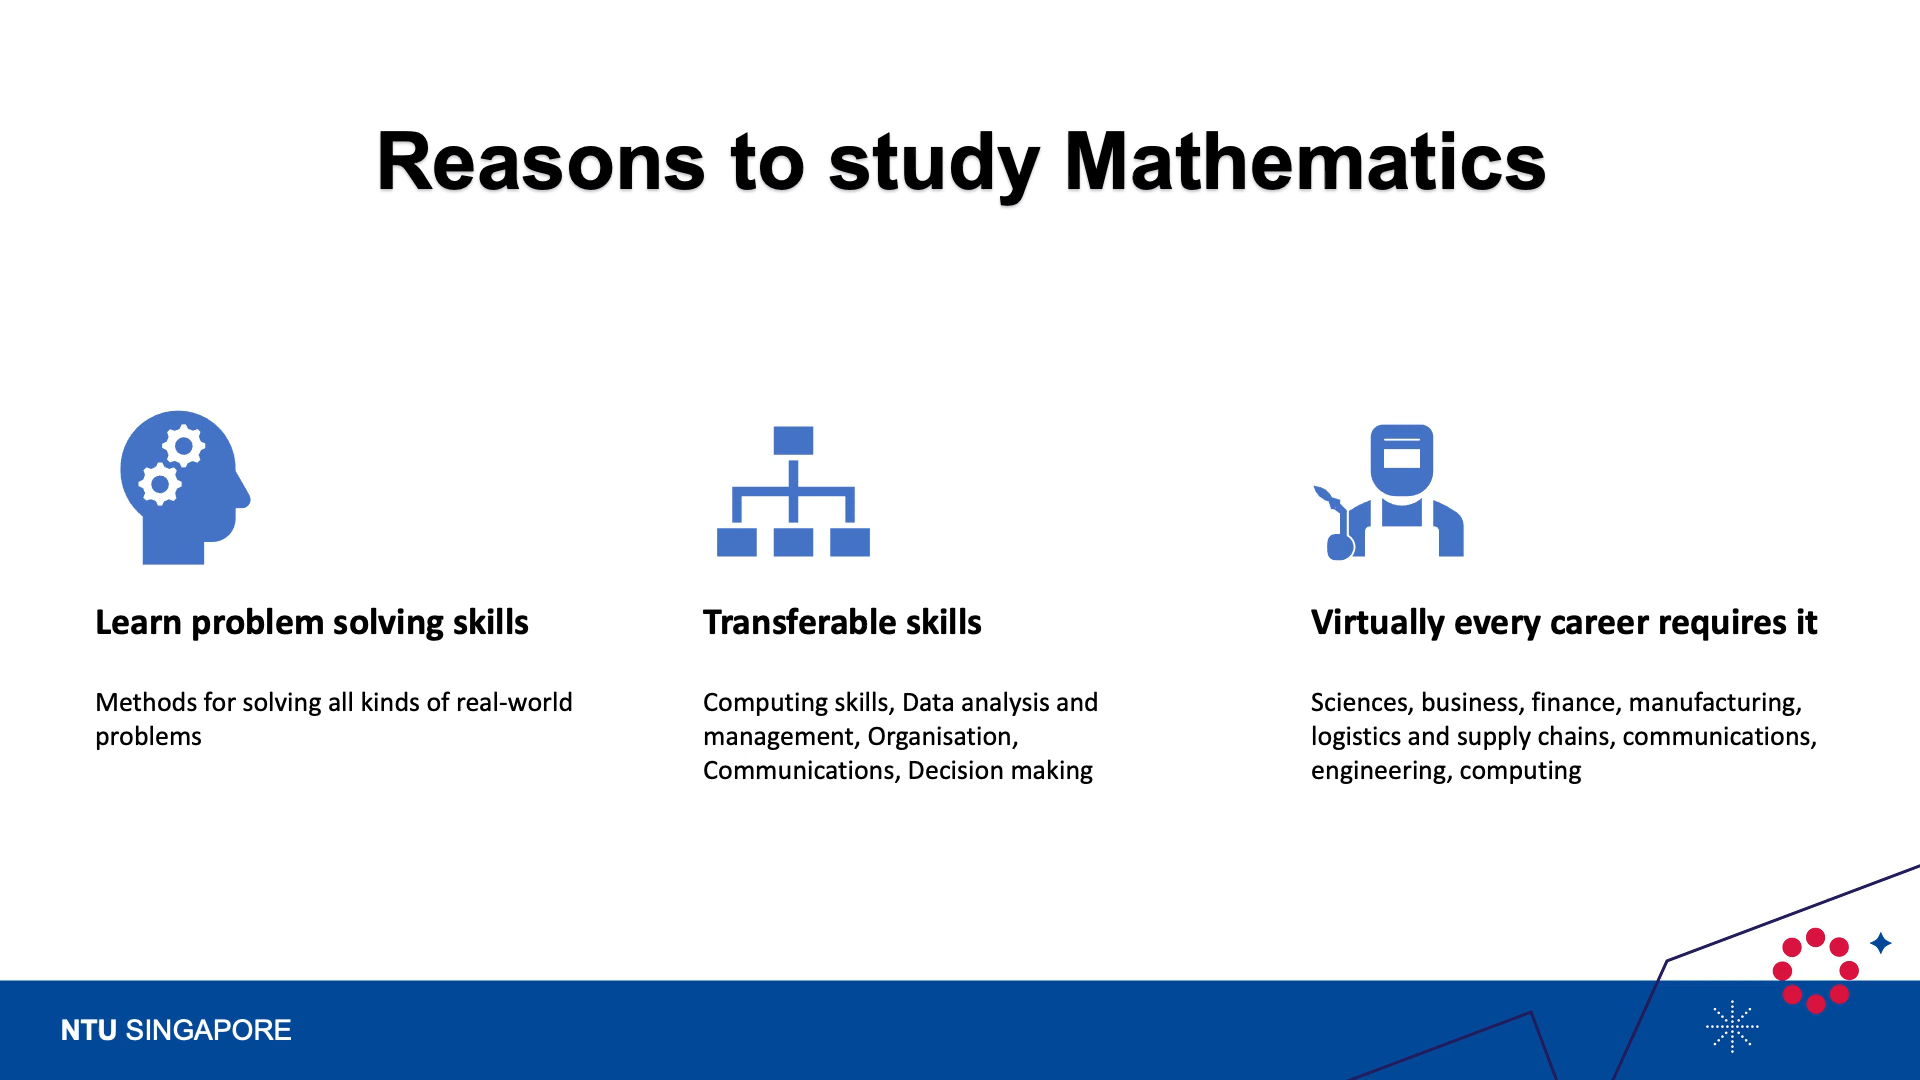 Reasons to study Mathematics
Learn problem solving skills
Methods for solving all kinds of real-world
problems
Transferable skills
Computing skills, Data analysis and
management, Organisation,
Communications, Decision making
Virtually every career requires it
Sciences, business, finance, manufacturing,
logistics and supply chains, communications,
engineering, computing
NTU SINGAPORE